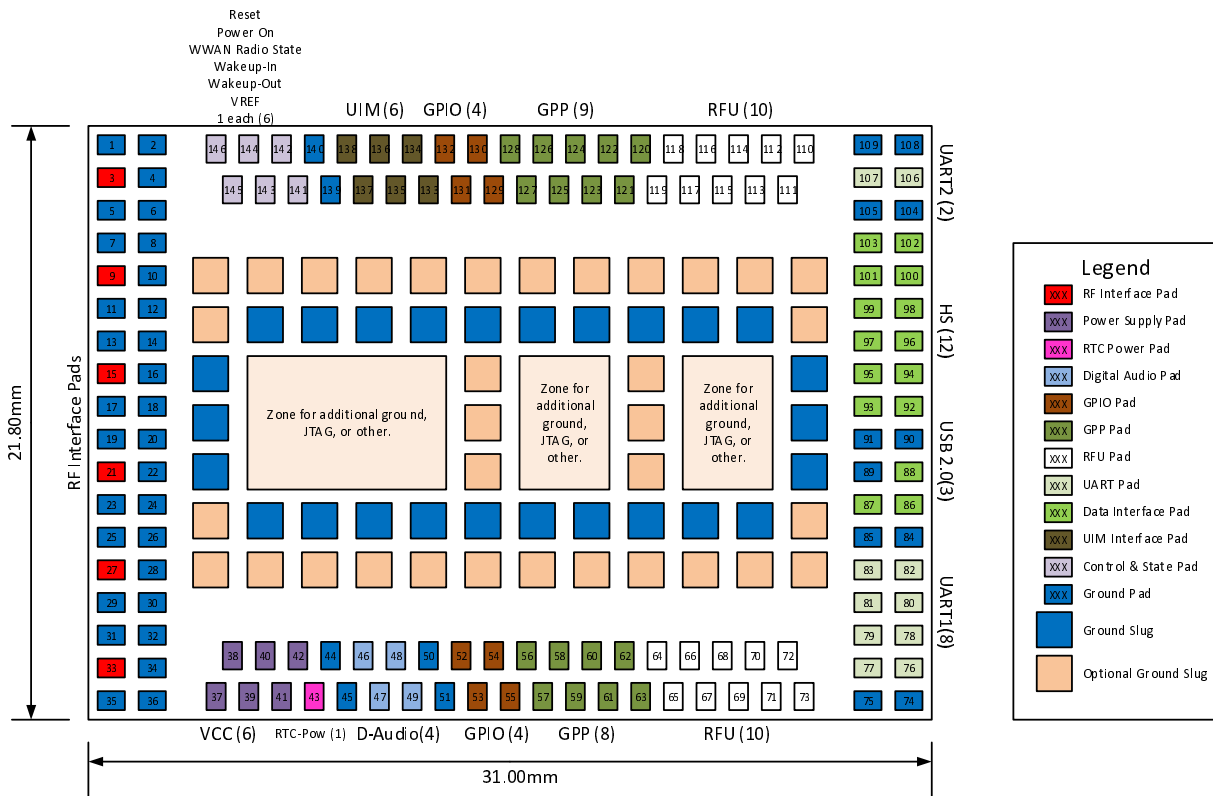 Reset
Power On
WWAN Radio State
Wakeup-In
Wakeup-Out
VREF
1 each (6)
UIM (6) GPIO (4) GPP (9) RFU (10)
1 2 146 144 142 140 138 136 134 132 130 128 126 124 122 120 118 116 114 112 110 109 108
3 4 145 143 141 139 137 135 133 131 129 127 125 123 121 119 117 115 113 111 107 106
5 6 105 104
UART2 (2)
7 8 103 102
9 10 101 100
11 12 99 98
13 14 97 96
HS (12)
15 16 95 94
17 18 93 92
19 20 91 90
21 22 89 88
USB 2.0(3)
23 24 87 86
25 26 85 84
27 28 83 82
29 30 81 80
31 32 79 78
UART1(8)
33 34 38 40 42 44 46 48 50 52 54 56 58 60 62 64 66 68 70 72 77 76
35 36 37 39 41 43 45 47 49 51 53 55 57 59 61 63 65 67 69 71 73 75 74
Zone for additional ground,
JTAG, or other.
Zone for
additional
ground,
JTAG, or
other.
Zone for
additional
ground,
JTAG, or
other.
RF Interface Pads
21.80mm
VCC (6) RTC-Pow (1) D-Audio(4) GPIO (4) GPP (8) RFU (10)
31.00mm
Legend
XXX RF Interface Pad
XXX Power Supply Pad
XXX RTC Power Pad
XXX Digital Audio Pad
XXX GPIO Pad
XXX GPP Pad
XXX RFU Pad
XXX UART Pad
XXX Data Interface Pad
XXX UIM Interface Pad
XXX Control & State Pad
XXX Ground Pad
Ground Slug
Optional Ground Slug